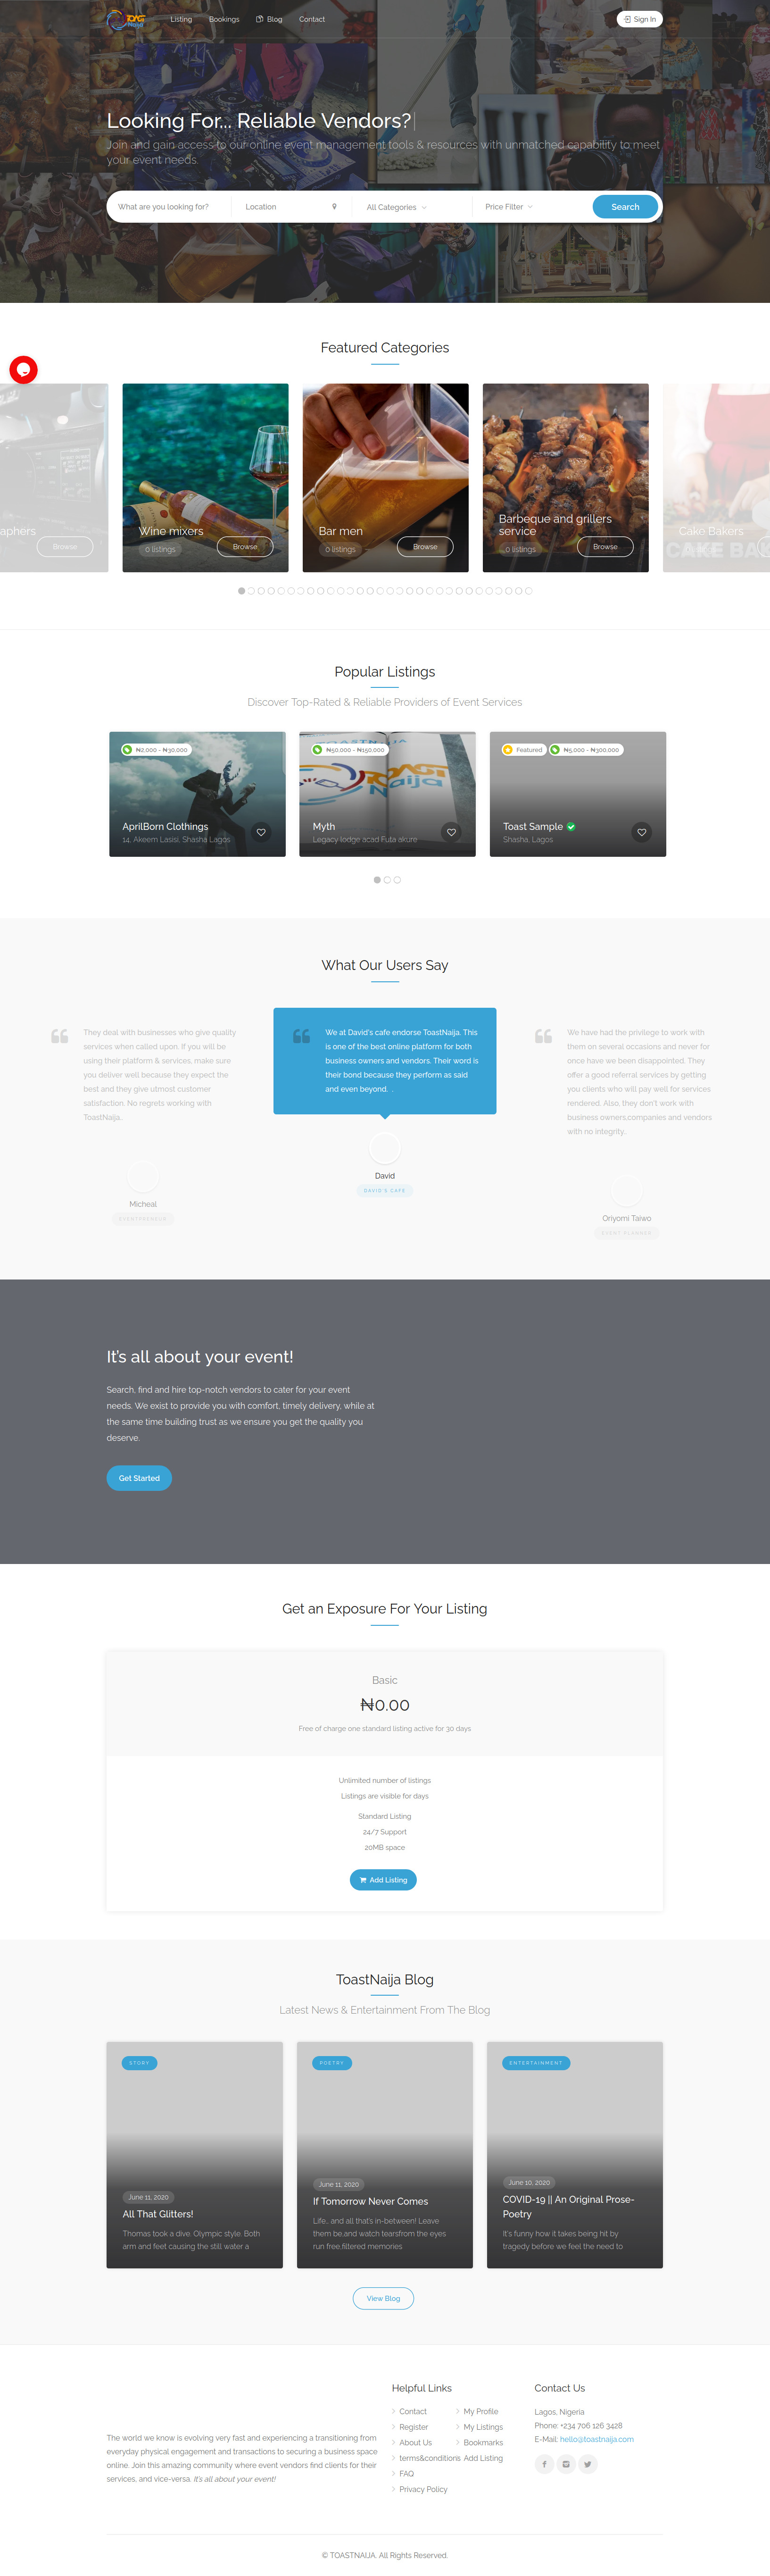 TOAST
Naija
Listing
Bookings
Blog
Contact
Sign In
Looking For... Reliable Vendors?
Join and gain access to our online event management tools & resources with unmatched capability to meet
your event needs.
What are you looking for?
Location
All Categories
Price Filter
Search
Featured Categories
aphers
Browse
Wine mixers
0 listings
Browse
Bar men
0 listings
Browse
Barbeque and grillers
service
0 listings
Browse
Cake Bakers
CAKE BAK
Popular Listings
Discover Top-Rated & Reliable Providers of Event Services
₦2,000 - ₦30,000
AprilBorn Clothings
14, Akeem Lasisi, Shasha Lagos
₦50,000 - ₦150,000
Myth
Legacy lodge acad Futa akure
Featured
₦5,000 - ₦300,000
Toast Sample
Shasha, Lagos
What Our Users Say
They deal with businesses who give quality
services when called upon. If you will be
using their platform & services, make sure
you deliver well because they expect the
best and they give utmost customer
satisfaction. No regrets working with
ToastNaija..
Micheal
EVENTPRENEUR
We at David's cafe endorse ToastNaija. This
is one of the best online platform for both
business owners and vendors. Their word is
their bond because they perform as said
and even beyond. .
David
DAVID'S CAFE
We have had the privilege to work with
them on several occasions and never for
once have we been disappointed. They
offer a good referral services by getting
you clients who will pay well for services
rendered. Also, they don't work with
business owners,companies and vendors
with no integrity..
Oriyomi Taiwo
EVENT PLANNER
It's all about your event!
Search, find and hire top-notch vendors to cater for your event
needs. We exist to provide you with comfort, timely delivery, while at
the same time building trust as we ensure you get the quality you
deserve.
Get Started
Get an Exposure For Your Listing
Basic
₦0.00
Free of charge one standard listing active for 30 days
Unlimited number of listings
Listings are visible for days
Standard Listing
24/7 Support
20MB space
Add Listing
ToastNaija Blog
Latest News & Entertainment From The Blog
STORY
June 11, 2020
All That Glitters!
Thomas took a dive. Olympic style. Both
arm and feet causing the still water a
POETRY
June 11, 2020
If Tomorrow Never Comes
Life... and all that's in-between! Leave
them be,and watch tearsfrom the eyes
run free,filtered memories
ENTERTAINMENT
June 10, 2020
COVID-19 || An Original Prose-
Poetry
It's funny how it takes being hit by
tragedy before we feel the need to
View Blog
The world we know is evolving very fast and experiencing a transitioning from
everyday physical engagement and transactions to securing a business space
online. Join this amazing community where event vendors find clients for their
services, and vice-versa. It's all about your event!
Helpful Links
Contact
Register
About Us
terms&conditions
FAQ
Privacy Policy
My Profile
My Listings
Bookmarks
Add Listing
Contact Us
Lagos, Nigeria
Phone: +234 706 126 3428
E-Mail: hello@toastnaija.com
© TOASTNAIJA. All Rights Reserved.